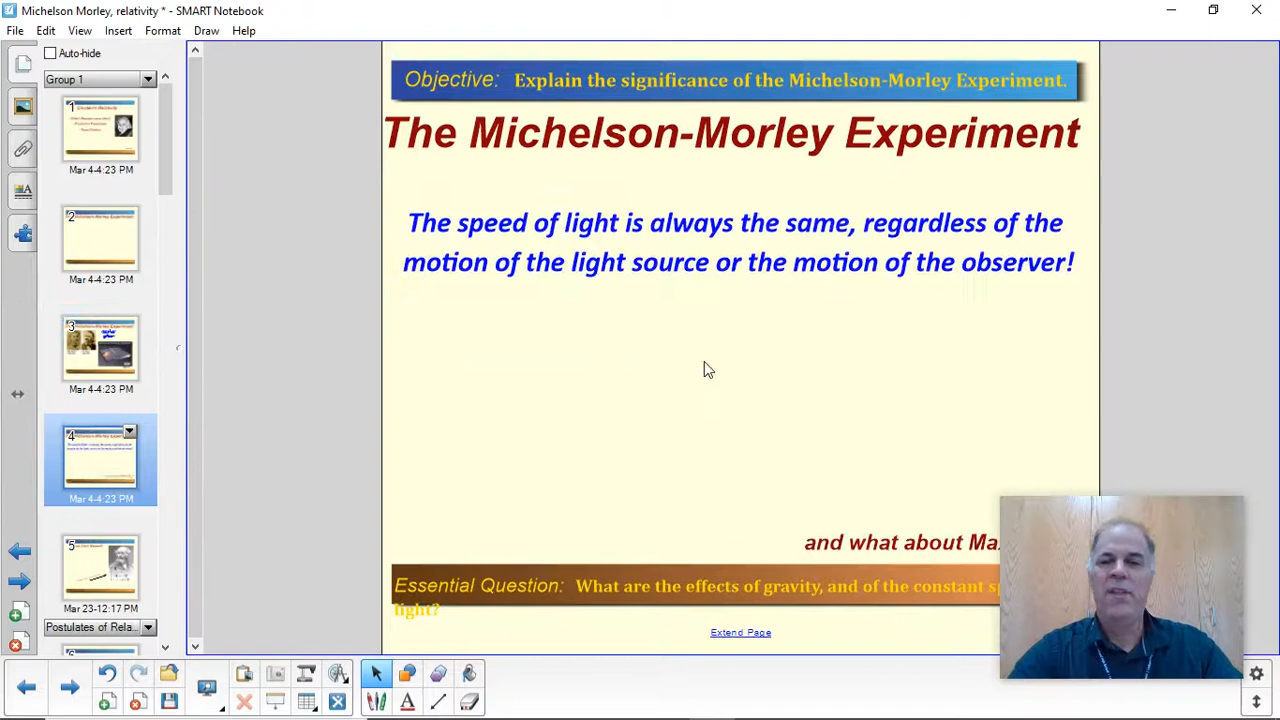 Michelson Morley, relativity * - SMART Notebook
File Edit View Insert Format Draw Help
Auto-hide
Group 1
1
Mar 4-4:23 PM
2
Mar 4-4:23 PM
3
Mar 4-4:23 PM
4
Mar 4-4:23 PM
5
Mar 23-12:17 PM
Postulates of Rela...
Objective: Explain the significance of the Michelson-Morley Experiment.
The Michelson-Morley Experiment
The speed of light is always the same, regardless of the
motion of the light source or the motion of the observer!
and what about
Essential Question: What are the effects of gravity, and of the constant
light?
Extend Page